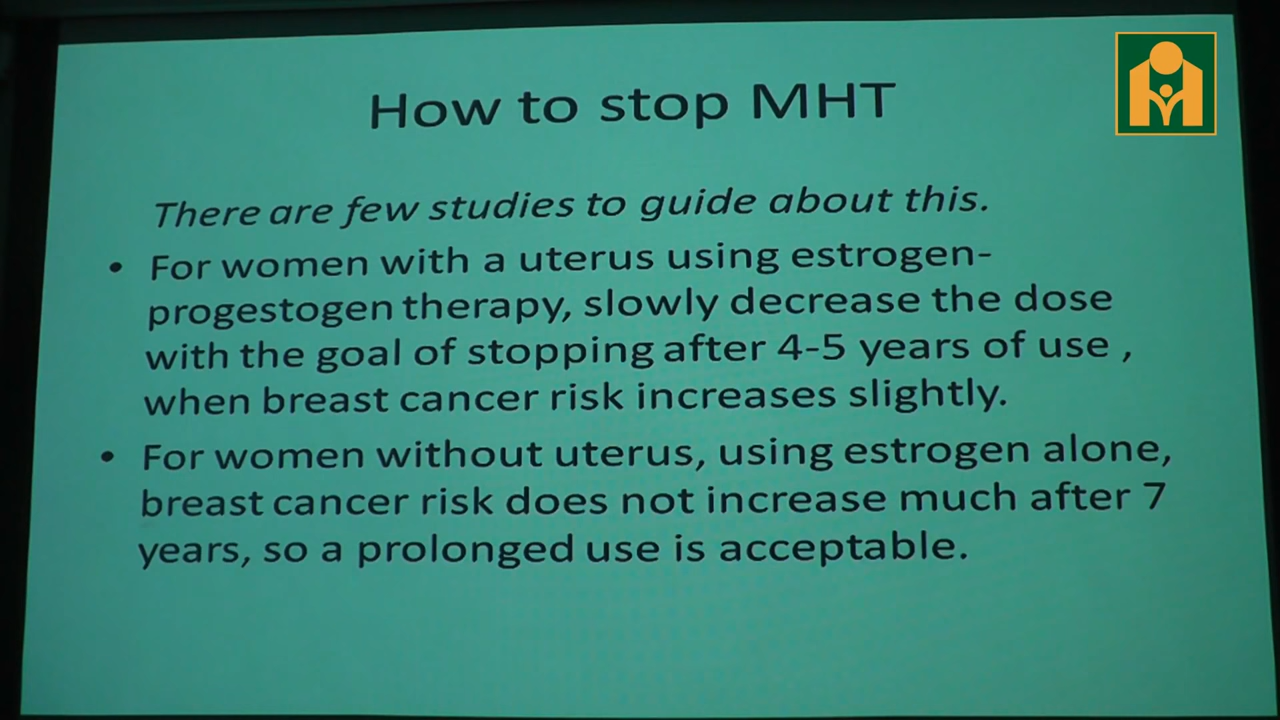 How to stop MHT
There are few studies to guide about this.
• For women with a uterus using estrogen-
progestogen therapy, slowly decrease the dose
with the goal of stopping after 4-5 years of use ,
when breast cancer risk increases slightly.
• For women without uterus, using estrogen alone,
breast cancer risk does not increase much after 7
years, so a prolonged use is acceptable.